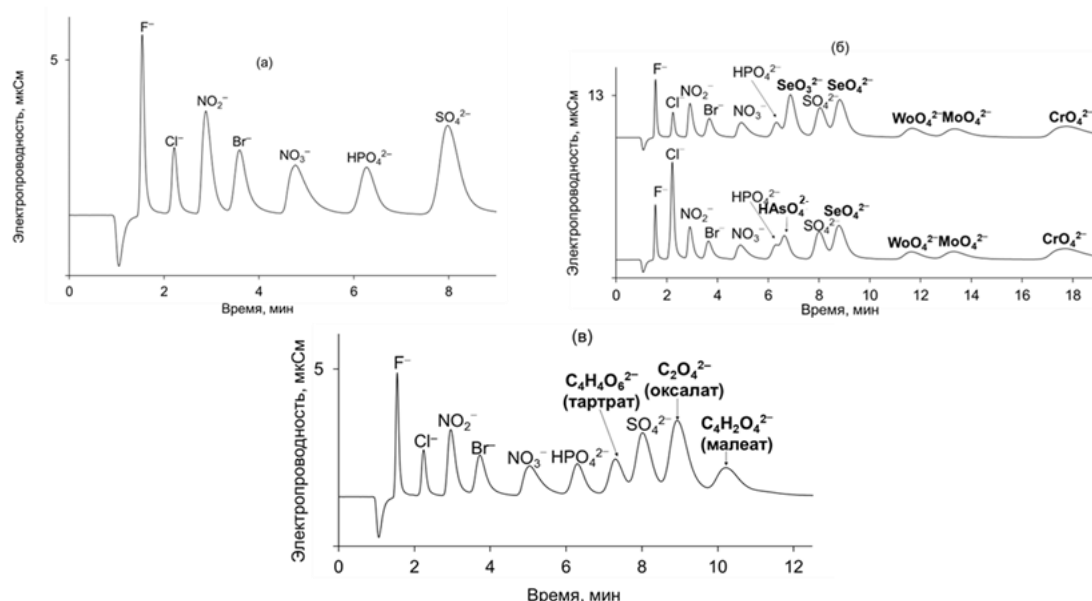 (а)
Электропроводность, мкСм
5
F⁻
Cl⁻
NO₂⁻
Br⁻
NO₃⁻
HPO₄²⁻
SO₄²⁻
0 2 4 6 8
Время, мин
(б)
Электропроводность, мкСм
13
F⁻
Cl⁻
NO₂⁻
Br⁻
NO₃⁻
HPO₄²⁻
SeO₃²⁻
SO₄²⁻
SeO₄²⁻
WoO₄²⁻
MoO₄²⁻
CrO₄²⁻
F⁻
Cl⁻
NO₂⁻
Br⁻
NO₃⁻
HPO₄²⁻
HAsO₄²⁻
SO₄²⁻
SeO₄²⁻
WoO₄²⁻
MoO₄²⁻
CrO₄²⁻
0 2 4 6 8 10 12 14 16 18
Время, мин
(в)
Электропроводность, мкСм
5
F⁻
Cl⁻
NO₂⁻
Br⁻
NO₃⁻
HPO₄²⁻
C₄H₄O₆²⁻
(тартрат)
SO₄²⁻
C₂O₄²⁻
(оксалат)
C₄H₂O₄²⁻
(малеат)
0 2 4 6 8 10 12
Время, мин